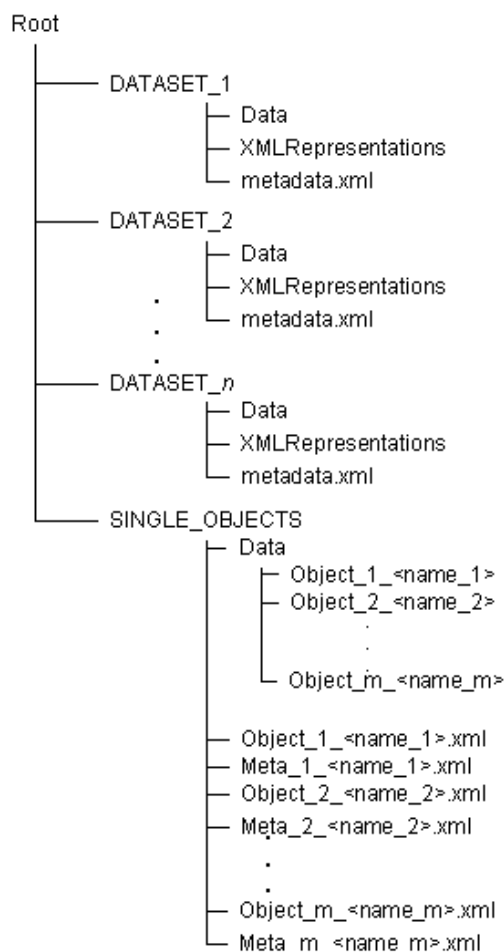 Root
DATASET_1
Data
XMLRepresentations
metadata.xml
DATASET_2
Data
XMLRepresentations
metadata.xml
DATASET_n
Data
XMLRepresentations
metadata.xml
SINGLE_OBJECTS
Data
Object_1_<name_1>
Object_2_<name_2>
Object_m_<name_m>
Object_1_<name_1>.xml
Meta_1_<name_1>.xml
Object_2_<name_2>.xml
Meta_2_<name_2>.xml
Object_m_<name_m>.xml
Meta_m_<name_m>.xml